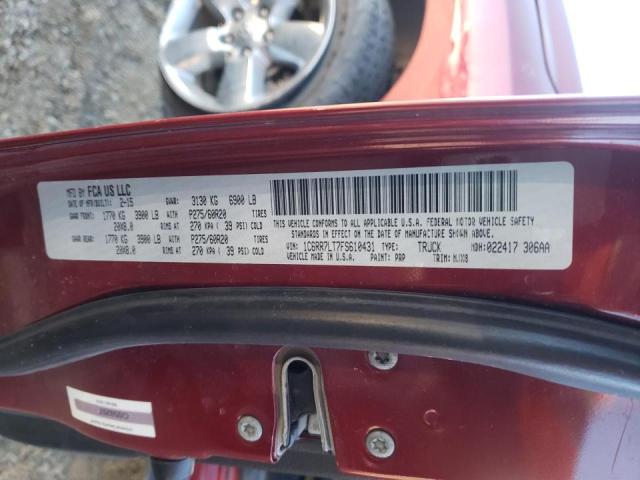 MFD BY FCA US LLC
DATE OF MFR(BUILT): 2-15 GVWR: 3130 KG 6900 LB
GAWR FRONT: 1770 KG 3900 LB WITH P275/60R20 TIRES
20X8.0 RIMS AT 270 KPA ( 39 PSI) COLD
GAWR REAR: 1770 KG 3900 LB WITH P275/60R20 TIRES
20X8.0 RIMS AT 270 KPA ( 39 PSI) COLD
THIS VEHICLE CONFORMS TO ALL APPLICABLE U.S.A. FEDERAL MOTOR VEHICLE SAFETY
STANDARDS IN EFFECT ON THE DATE OF MANUFACTURE SHOWN ABOVE.
VIN: 1C6RR7LT7FS610431 TYPE: TRUCK MDH:022417 306AA
VEHICLE MADE IN U.S.A. PAINT: PRP TRIM: